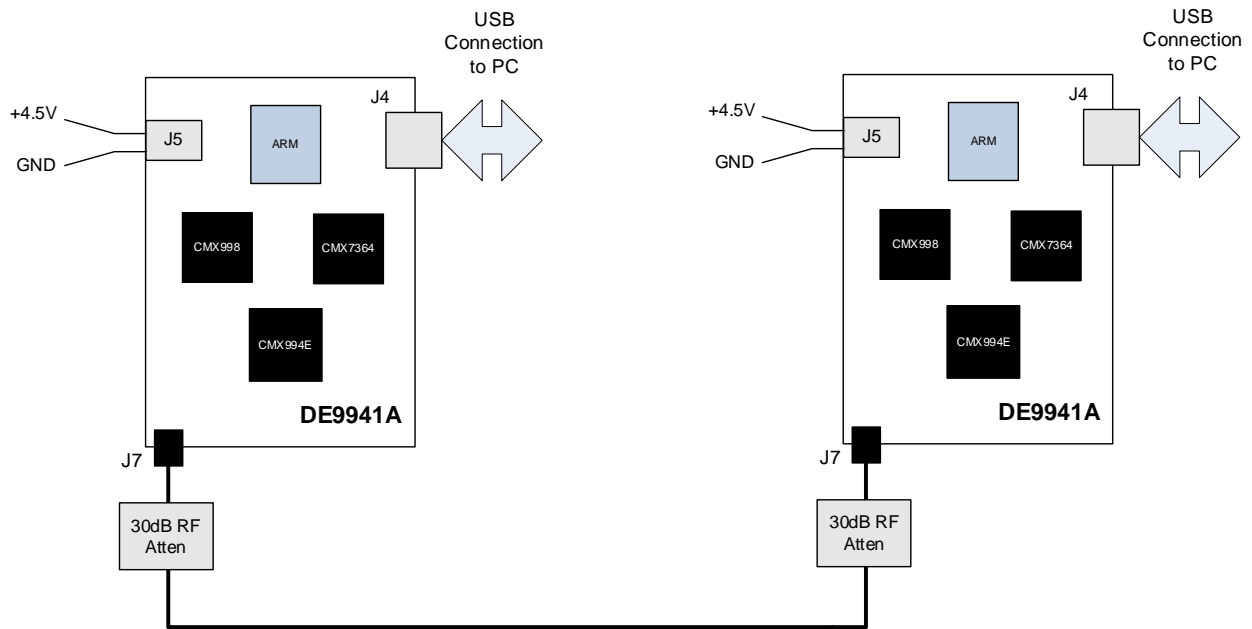 USB
Connection
to PC
J4
+4.5V
J5
GND
ARM
CMX998
CMX7364
CMX994E
DE9941A
J7
30dB RF
Atten
USB
Connection
to PC
J4
+4.5V
J5
GND
ARM
CMX998
CMX7364
CMX994E
DE9941A
J7
30dB RF
Atten